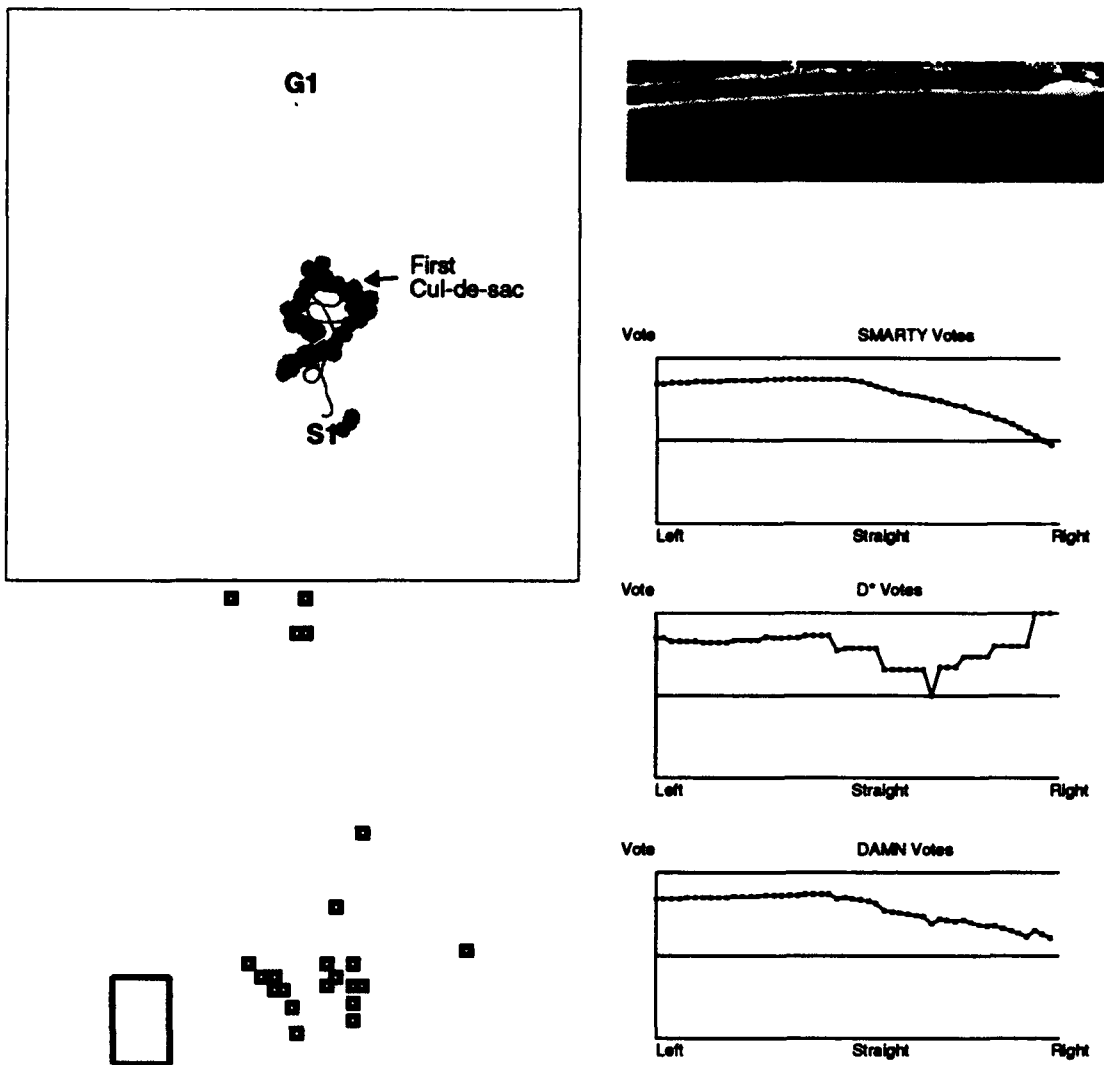 G1
First
Cul-de-sac
S1
Vote SMARTY Votes
Left Straight Right
Vote D* Votes
Left Straight Right
Vote DAMN Votes
Left Straight Right